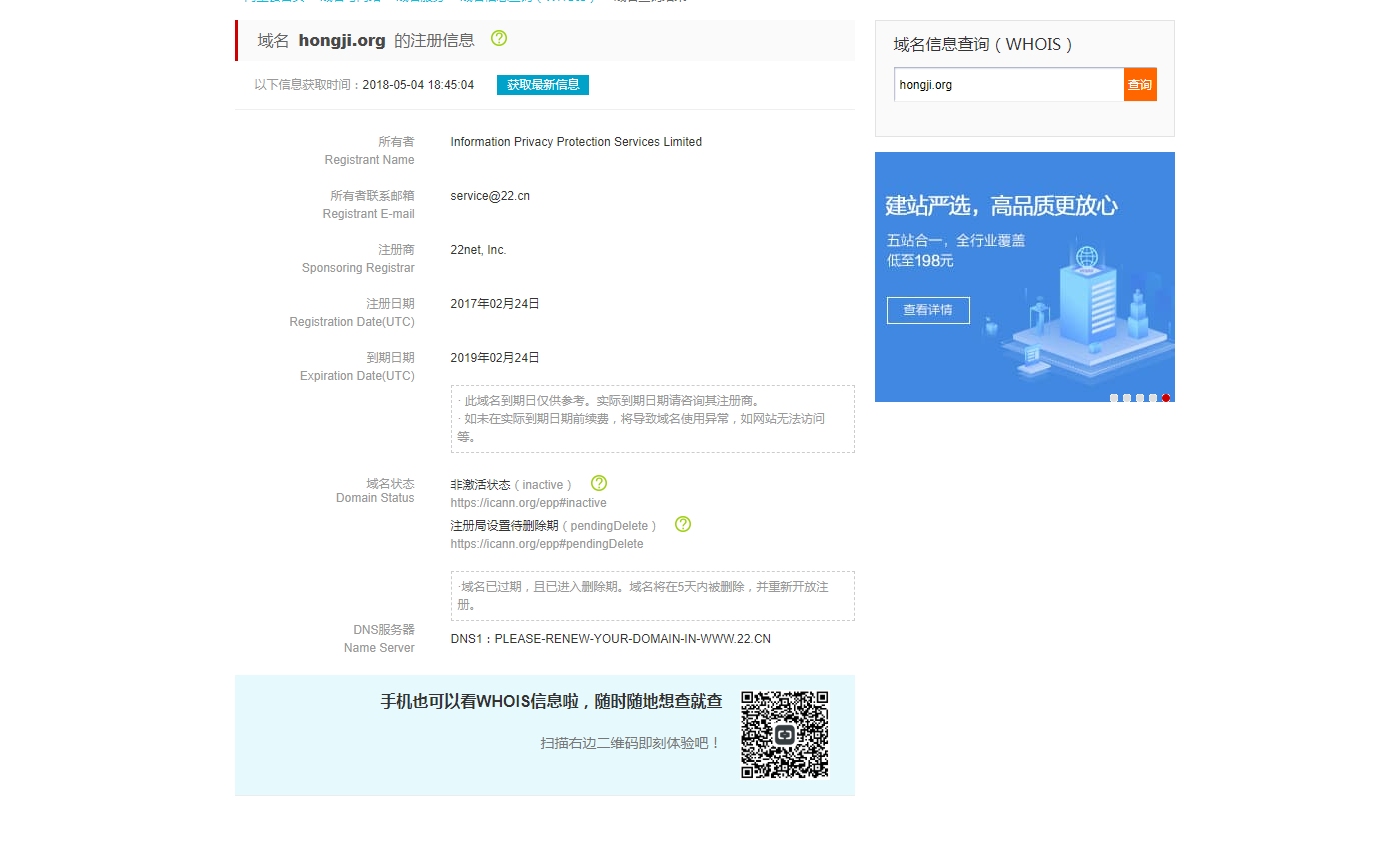 域名 hongji.org 的注册信息
以下信息获取时间：2018-05-04 18:45:04 获取最新信息
所有者 Information Privacy Protection Services Limited
Registrant Name
所有者联系邮箱 service@22.cn
Registrant E-mail
注册商 22net, Inc.
Sponsoring Registrar
注册日期 2017年02月24日
Registration Date(UTC)
到期日期 2019年02月24日
Expiration Date(UTC)
· 此域名到期日仅供参考。实际到期日期请咨询其注册商。
· 如未在实际到期日期前续费，将导致域名使用异常，如网站无法访问
等。
域名状态 非激活状态（inactive）
Domain Status
https://icann.org/epp#inactive
注册局设置待删除期（pendingDelete）
https://icann.org/epp#pendingDelete
·域名已过期，且已进入删除期。域名将在5天内被删除，并重新开放注
册。
DNS服务器 DNS1：PLEASE-RENEW-YOUR-DOMAIN-IN-WWW.22.CN
Name Server
手机也可以看WHOIS信息啦，随时随地想查就查
扫描右边二维码即刻体验吧！
域名信息查询（WHOIS）
hongji.org 查询
建站严选，高品质更放心
五站合一，全行业覆盖
低至198元
查看详情